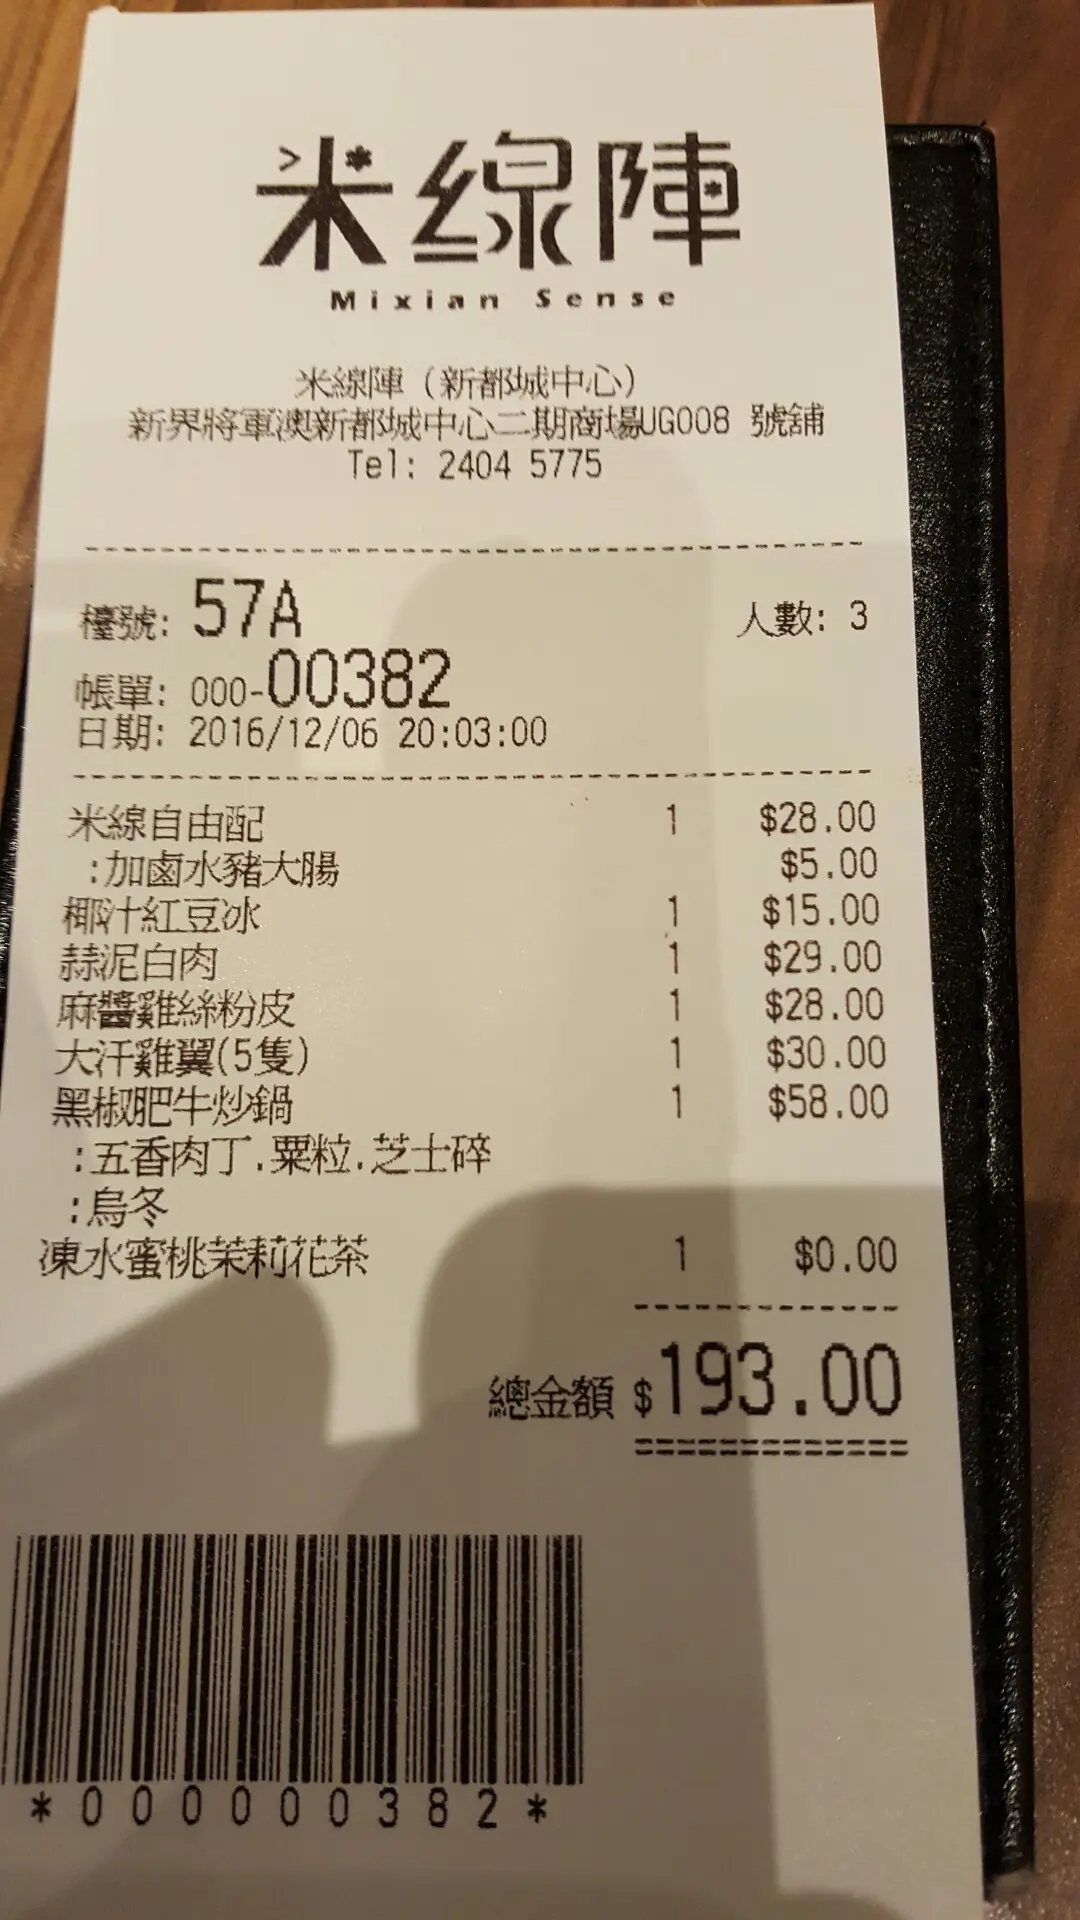 米線陣
Mixian Sense
米線陣（新都城中心）
新界將軍澳新都城中心二期商場UG008 號舖
Tel: 2404 5775
檯號: 57A 人數: 3
帳單: 000-00382
日期: 2016/12/06 20:03:00
米線自由配 1 $28.00
:加鹵水豬大腸 $5.00
椰汁紅豆冰 1 $15.00
蒜泥白肉 1 $29.00
麻醬雞絲粉皮 1 $28.00
大汗雞翼(5隻) 1 $30.00
黑椒肥牛炒鍋 1 $58.00
:五香肉丁.粟粒.芝士碎
:烏冬
凍水蜜桃茉莉花茶 1 $0.00
總金額 $193.00
*000000382*